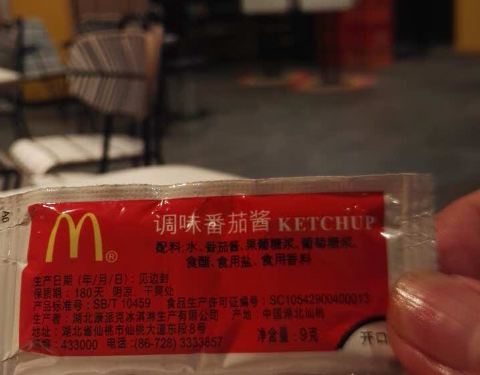 调味番茄酱 KETCHUP
配料:水、番茄酱、果葡糖浆、葡萄糖浆、
食醋、食用盐、食用香料
生产日期 (年/月/日): 见边封
保质期: 180天 阴凉、干燥处
产品标准号: SB/T 10459 食品生产许可证编号: SC10542900400013
生产者: 湖北康派克冰淇淋生产有限公司 产地: 中国湖北仙桃
地址: 湖北省仙桃市仙桃大道东段8号
邮编: 433000 电话:(86-728) 3333857
净含量: 9克
开口